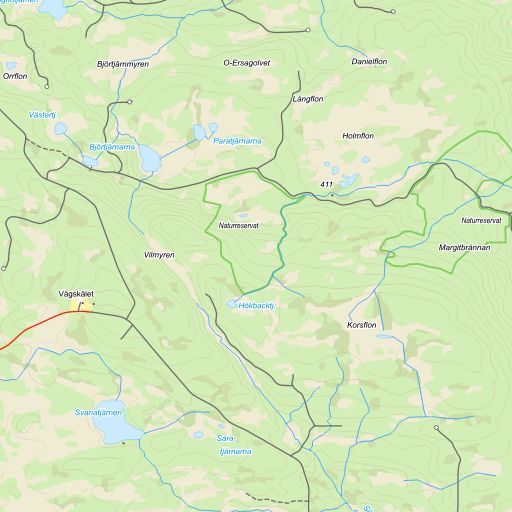 Orrflon
Björtjämmyren
O-Ersagolvet
Danielflon
Långflon
Västertj.
Björtjärnarna
Paratjärnarna
Holmflon
411
Naturreservat
Naturreservat
Margitbrännan
Vilmyren
Vägskälet
Hökbacktj.
Korsflon
Svanatjärnen
Sara-
tjärnarna